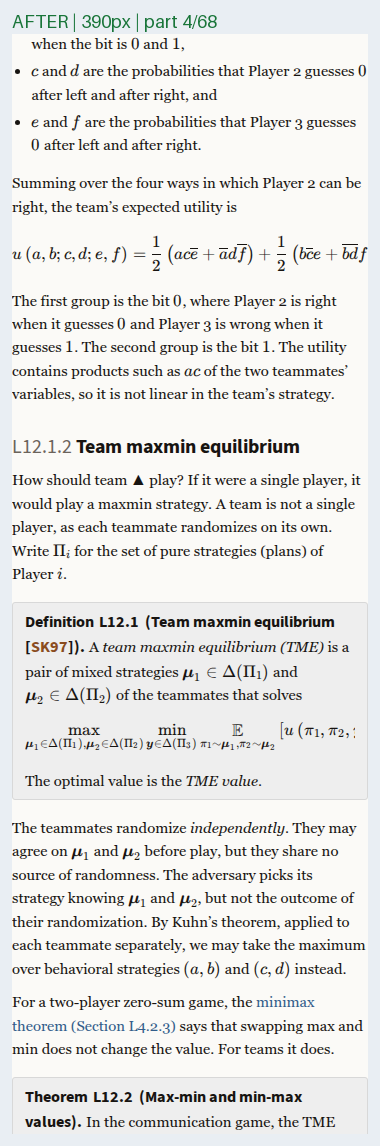 AFTER | 390px | part 4/68
when the bit is 0 and 1,
• c and d are the probabilities that Player 2 guesses 0
after left and after right, and
• e and f are the probabilities that Player 3 guesses
0 after left and after right.
Summing over the four ways in which Player 2 can be
right, the team's expected utility is
u (a, b; c, d; e, f) = 1/2 (ace̅ + a̅df̅) + 1/2 (bc̅e + b̅d̅f
The first group is the bit 0, where Player 2 is right
when it guesses 0 and Player 3 is wrong when it
guesses 1. The second group is the bit 1. The utility
contains products such as ac of the two teammates'
variables, so it is not linear in the team's strategy.
L12.1.2 Team maxmin equilibrium
How should team ▲ play? If it were a single player, it
would play a maxmin strategy. A team is not a single
player, as each teammate randomizes on its own.
Write Πᵢ for the set of pure strategies (plans) of
Player i.
Definition L12.1 (Team maxmin equilibrium
[SK97]). A team maxmin equilibrium (TME) is a
pair of mixed strategies μ₁ ∈ Δ(Π₁) and
μ₂ ∈ Δ(Π₂) of the teammates that solves
max min 𝔼 [u (π₁, π₂,
μ₁∈Δ(Π₁),μ₂∈Δ(Π₂) y∈Δ(Π₃) π₁∼μ₁,π₂∼μ₂
The optimal value is the TME value.
The teammates randomize independently. They may
agree on μ₁ and μ₂ before play, but they share no
source of randomness. The adversary picks its
strategy knowing μ₁ and μ₂, but not the outcome of
their randomization. By Kuhn's theorem, applied to
each teammate separately, we may take the maximum
over behavioral strategies (a, b) and (c, d) instead.
For a two-player zero-sum game, the minimax
theorem (Section L4.2.3) says that swapping max and
min does not change the value. For teams it does.
Theorem L12.2 (Max-min and min-max
values). In the communication game, the TME